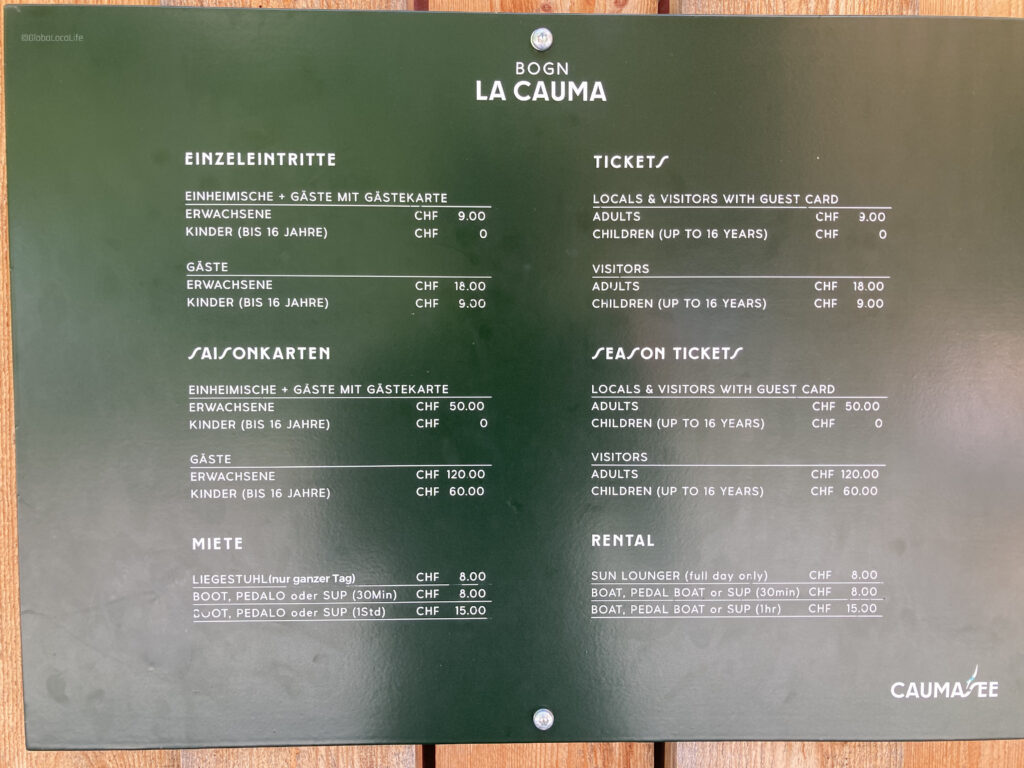 ©GlobaLocaLife
BOGN
LA CAUMA
EINZELEINTRITTE
EINHEIMISCHE + GÄSTE MIT GÄSTEKARTE
ERWACHSENE CHF 9.00
KINDER (BIS 16 JAHRE) CHF 0
GÄSTE
ERWACHSENE CHF 18.00
KINDER (BIS 16 JAHRE) CHF 9.00
SAISONKARTEN
EINHEIMISCHE + GÄSTE MIT GÄSTEKARTE
ERWACHSENE CHF 50.00
KINDER (BIS 16 JAHRE) CHF 0
GÄSTE
ERWACHSENE CHF 120.00
KINDER (BIS 16 JAHRE) CHF 60.00
MIETE
LIEGESTUHL(nur ganzer Tag) CHF 8.00
BOOT, PEDALO oder SUP (30Min) CHF 8.00
BOOT, PEDALO oder SUP (1Std) CHF 15.00
TICKETS
LOCALS & VISITORS WITH GUEST CARD
ADULTS CHF 9.00
CHILDREN (UP TO 16 YEARS) CHF 0
VISITORS
ADULTS CHF 18.00
CHILDREN (UP TO 16 YEARS) CHF 9.00
SEASON TICKETS
LOCALS & VISITORS WITH GUEST CARD
ADULTS CHF 50.00
CHILDREN (UP TO 16 YEARS) CHF 0
VISITORS
ADULTS CHF 120.00
CHILDREN (UP TO 16 YEARS) CHF 60.00
RENTAL
SUN LOUNGER (full day only) CHF 8.00
BOAT, PEDAL BOAT or SUP (30min) CHF 8.00
BOAT, PEDAL BOAT or SUP (1hr) CHF 15.00
CAUMASEE